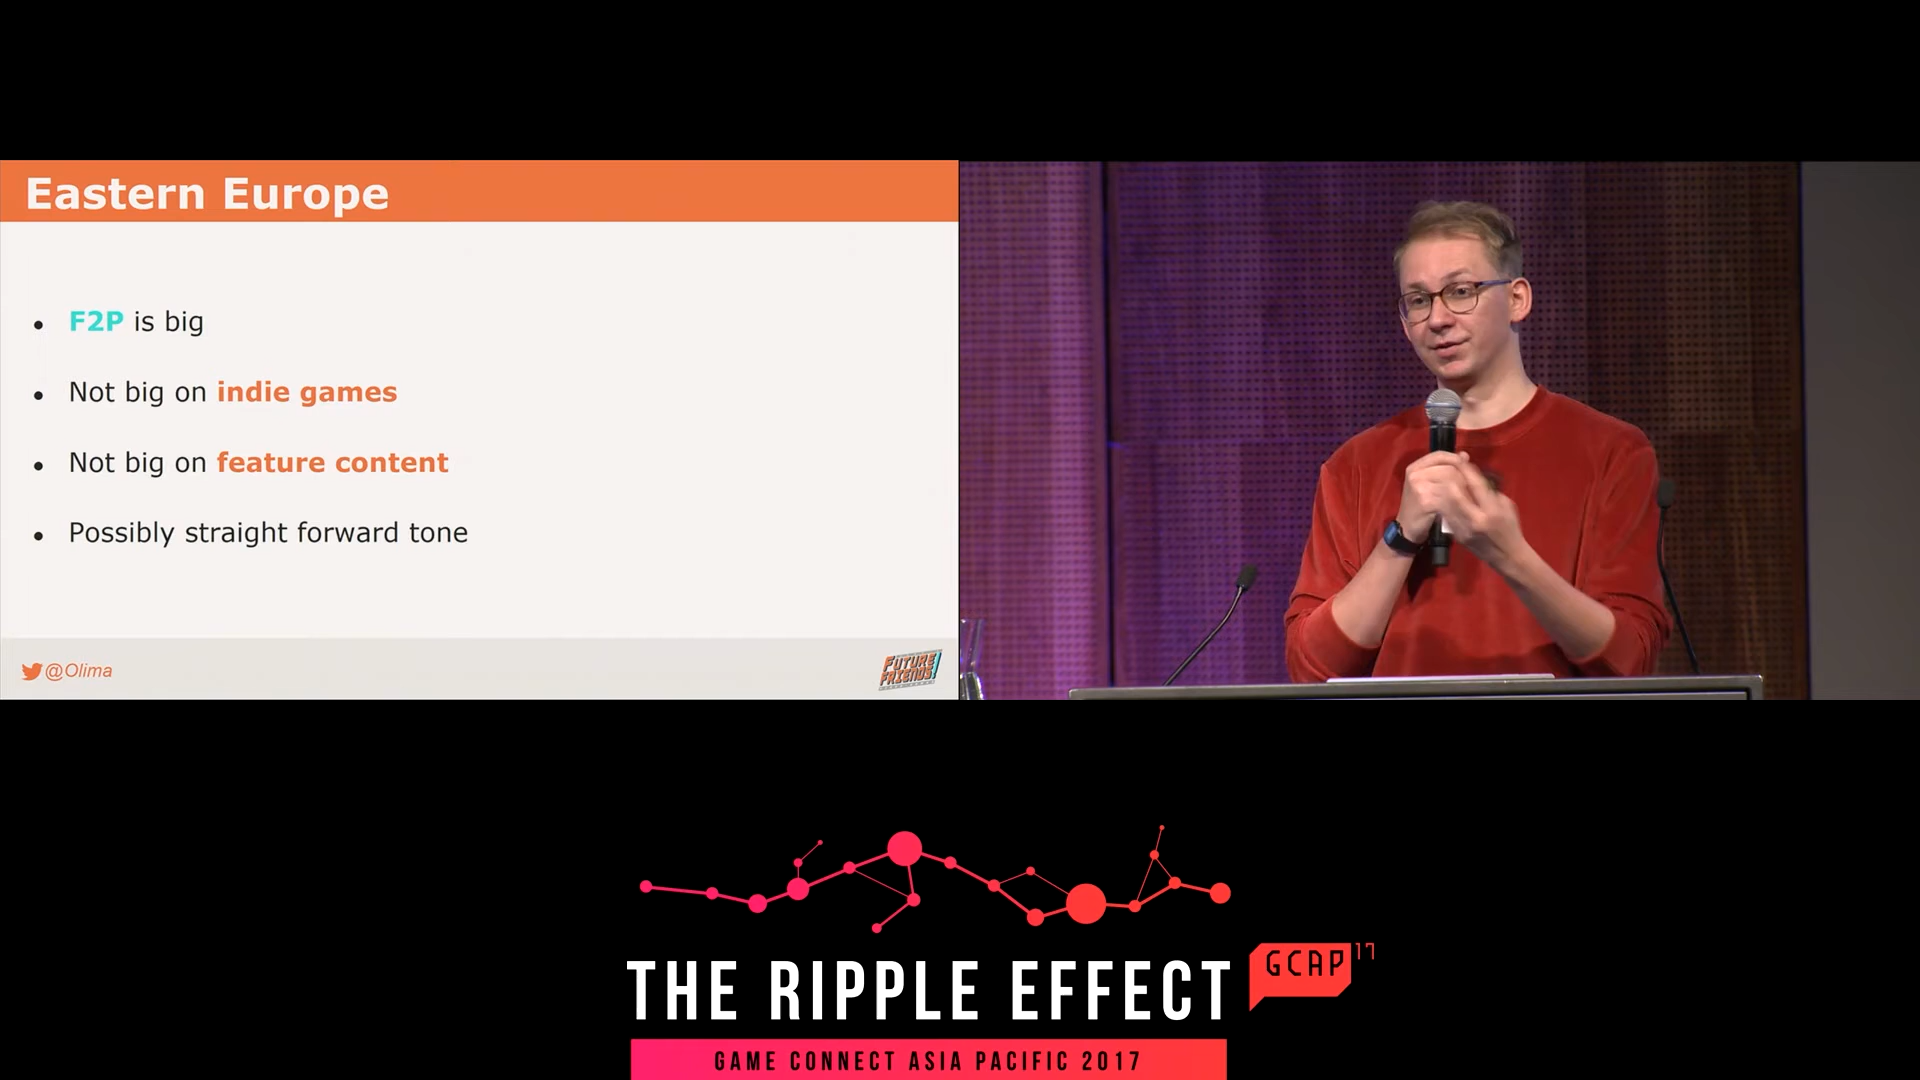 Eastern Europe
F2P is big
Not big on indie games
Not big on feature content
Possibly straight forward tone
@Olima
FUTURE
FRIENDS!
THE RIPPLE EFFECT
GCAP 17
GAME CONNECT ASIA PACIFIC 2017